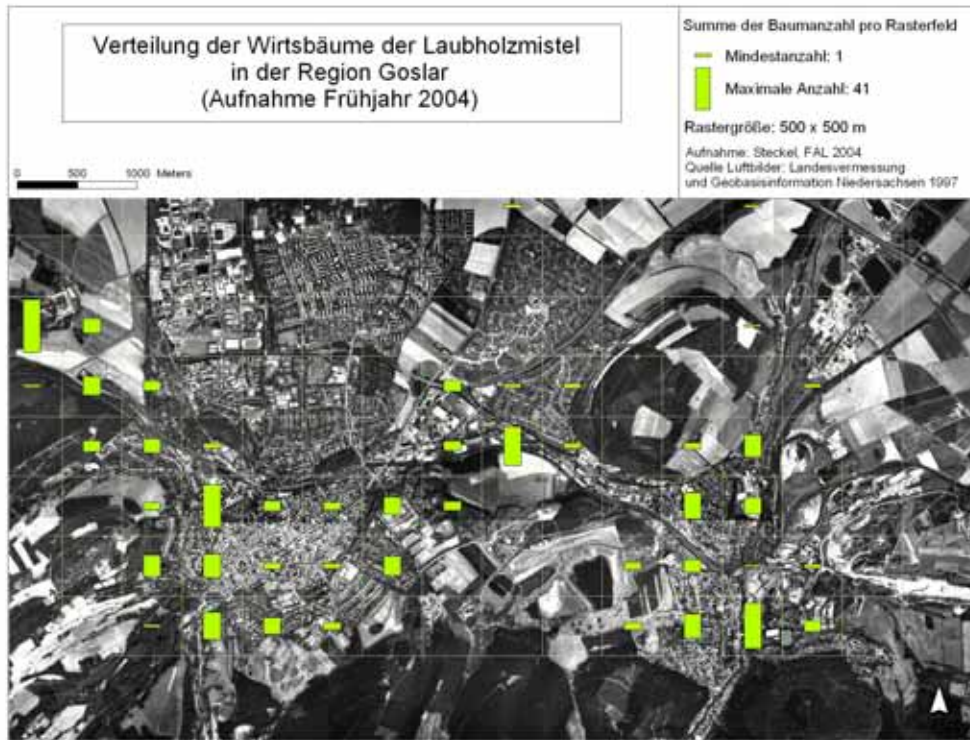 Verteilung der Wirtsbäume der Laubholzmistel
in der Region Goslar
(Aufnahme Frühjahr 2004)
0 500 1000 Meters
Summe der Baumanzahl pro Rasterfeld
Mindestanzahl: 1
Maximale Anzahl: 41
Rastergröße: 500 x 500 m
Aufnahme: Steckel, FAL 2004
Quelle Luftbilder: Landesvermessung
und Geobasisinformation Niedersachsen 1997